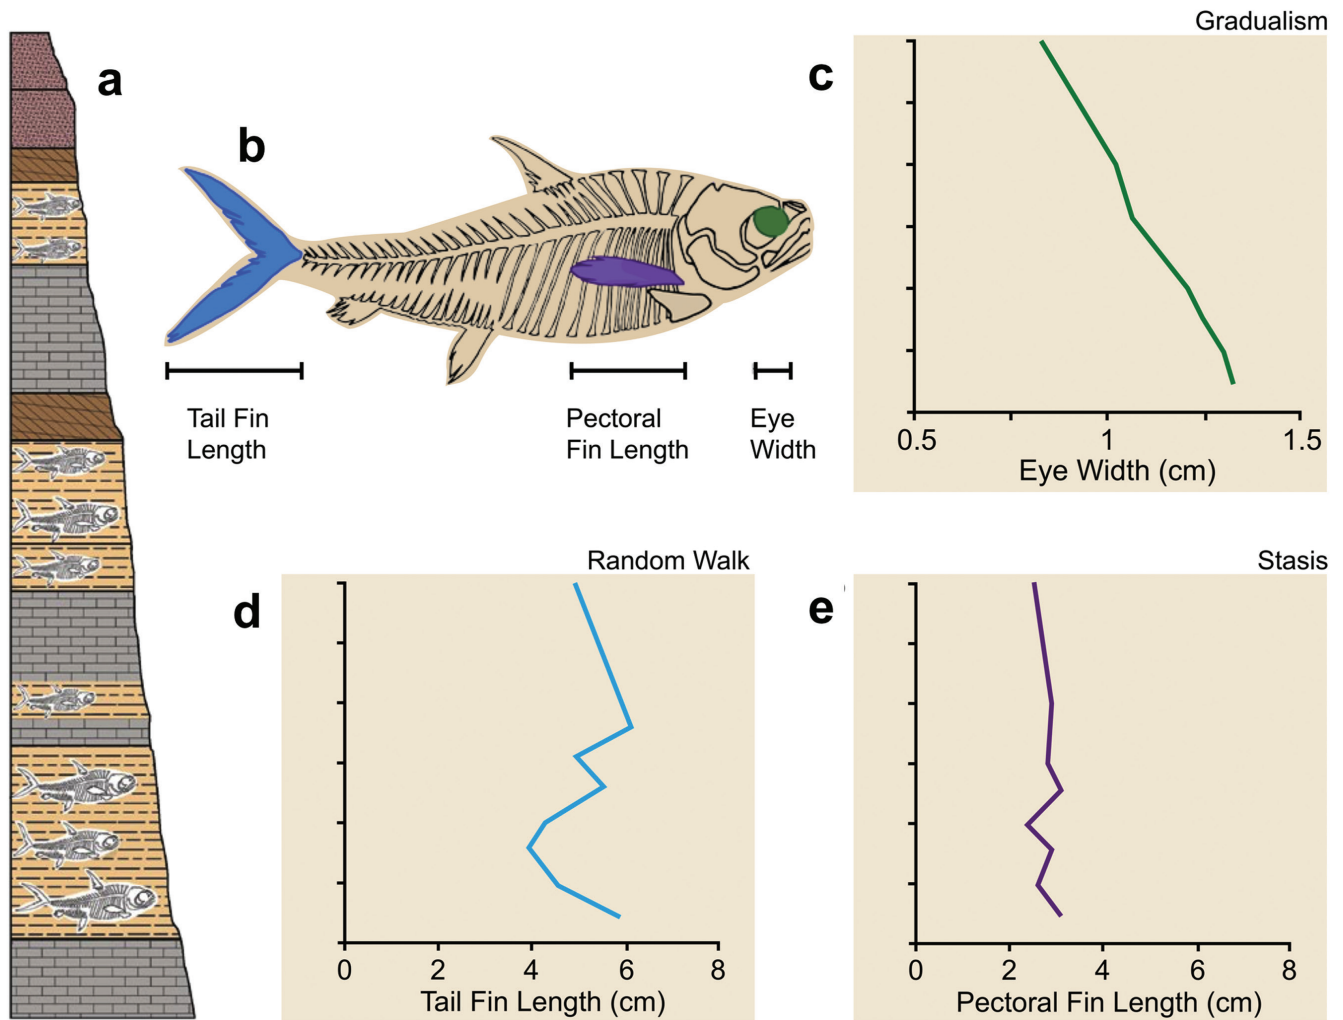 Gradualism
a
b
c
Tail Fin
Length
Pectoral
Fin Length
Eye
Width
0.5
1
1.5
Eye Width (cm)
Random Walk
d
0
2
4
6
8
Tail Fin Length (cm)
Stasis
e
0
2
4
6
8
Pectoral Fin Length (cm)